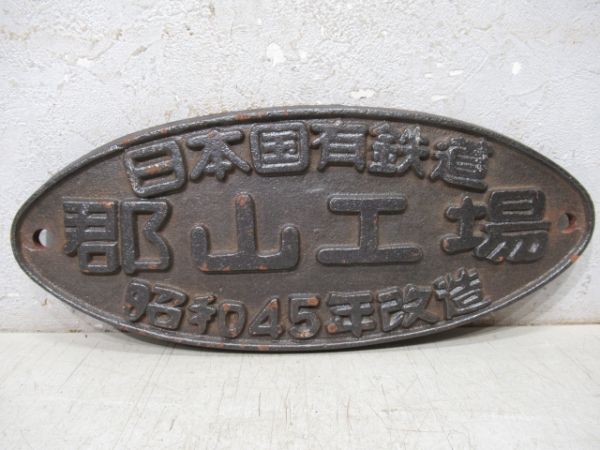 日本国有鉄道
郡山工場
昭和45年改造